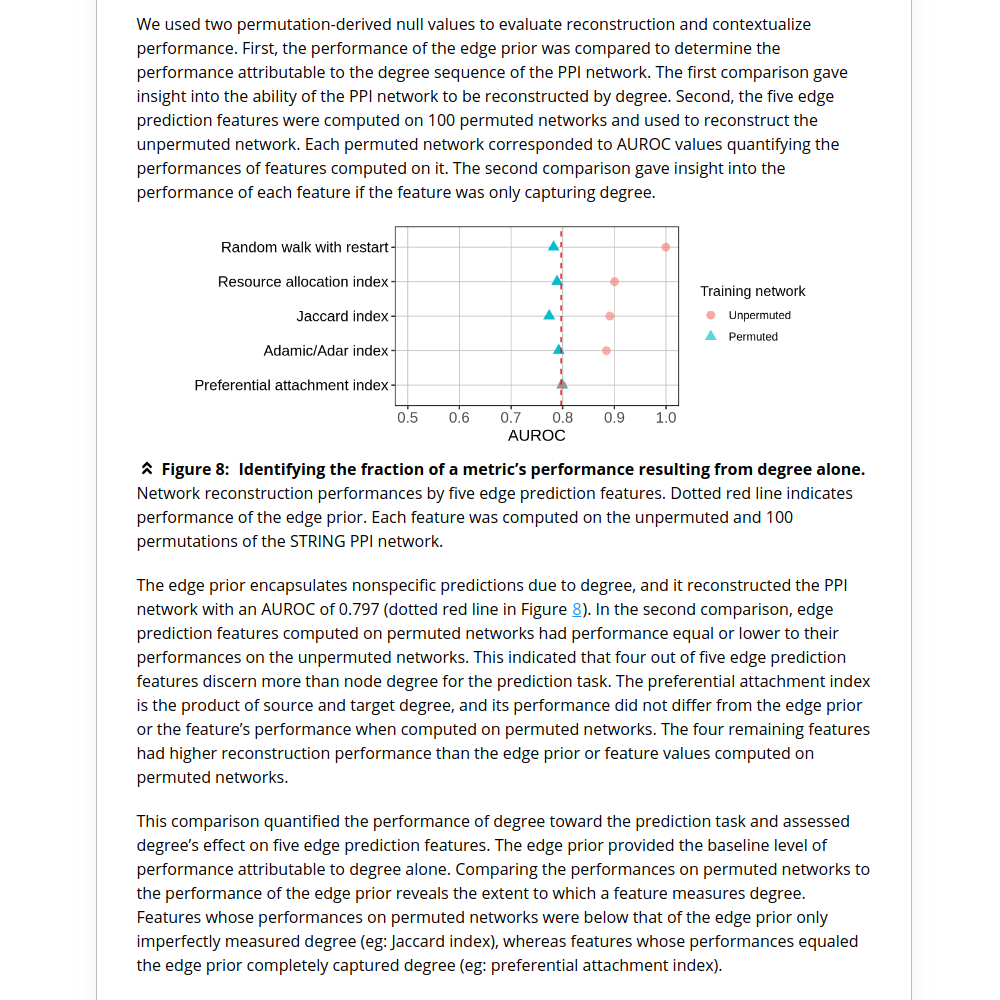 We used two permutation-derived null values to evaluate reconstruction and contextualize
performance. First, the performance of the edge prior was compared to determine the
performance attributable to the degree sequence of the PPI network. The first comparison gave
insight into the ability of the PPI network to be reconstructed by degree. Second, the five edge
prediction features were computed on 100 permuted networks and used to reconstruct the
unpermuted network. Each permuted network corresponded to AUROC values quantifying the
performances of features computed on it. The second comparison gave insight into the
performance of each feature if the feature was only capturing degree.
Random walk with restart
Resource allocation index
Jaccard index
Adamic/Adar index
Preferential attachment index
0.5 0.6 0.7 0.8 0.9 1.0
AUROC
Training network
Unpermuted
Permuted
Figure 8: Identifying the fraction of a metric's performance resulting from degree alone.
Network reconstruction performances by five edge prediction features. Dotted red line indicates
performance of the edge prior. Each feature was computed on the unpermuted and 100
permutations of the STRING PPI network.
The edge prior encapsulates nonspecific predictions due to degree, and it reconstructed the PPI
network with an AUROC of 0.797 (dotted red line in Figure 8). In the second comparison, edge
prediction features computed on permuted networks had performance equal or lower to their
performances on the unpermuted networks. This indicated that four out of five edge prediction
features discern more than node degree for the prediction task. The preferential attachment index
is the product of source and target degree, and its performance did not differ from the edge prior
or the feature's performance when computed on permuted networks. The four remaining features
had higher reconstruction performance than the edge prior or feature values computed on
permuted networks.
This comparison quantified the performance of degree toward the prediction task and assessed
degree's effect on five edge prediction features. The edge prior provided the baseline level of
performance attributable to degree alone. Comparing the performances on permuted networks to
the performance of the edge prior reveals the extent to which a feature measures degree.
Features whose performances on permuted networks were below that of the edge prior only
imperfectly measured degree (eg: Jaccard index), whereas features whose performances equaled
the edge prior completely captured degree (eg: preferential attachment index).